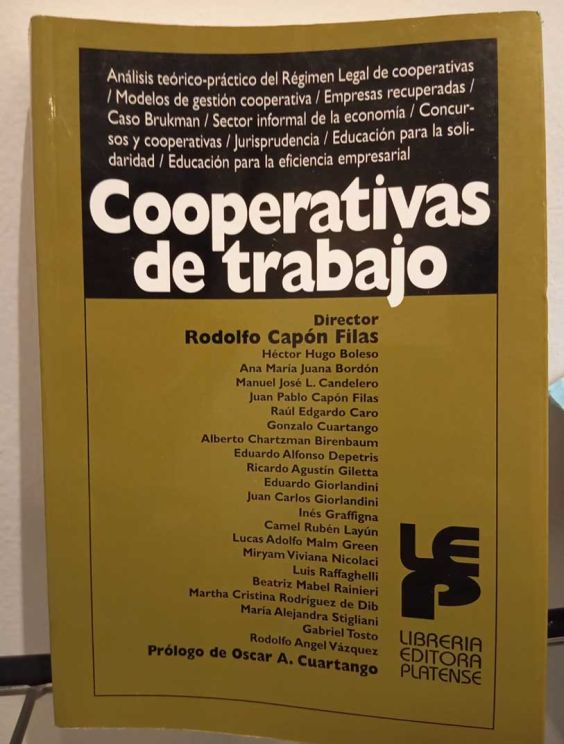 Análisis teórico-práctico del Régimen Legal de cooperativas
/ Modelos de gestión cooperativa / Empresas recuperadas /
Caso Brukman / Sector informal de la economía / Concur-
sos y cooperativas / Jurisprudencia / Educación para la soli-
daridad / Educación para la eficiencia empresarial
Cooperativas
de trabajo
Director
Rodolfo Capón Filas
Héctor Hugo Boleso
Ana María Juana Bordón
Manuel José L. Candelero
Juan Pablo Capón Filas
Raúl Edgardo Caro
Gonzalo Cuartango
Alberto Chartzman Birenbaum
Eduardo Alfonso Depetris
Ricardo Agustín Giletta
Eduardo Giorlandini
Juan Carlos Giorlandini
Inés Graffigna
Camel Rubén Layún
Lucas Adolfo Malm Green
Miryam Viviana Nicolaci
Luis Raffaghelli
Beatriz Mabel Rainieri
Martha Cristina Rodríguez de Dib
María Alejandra Stigliani
Gabriel Tosto
Rodolfo Angel Vázquez
Prólogo de Oscar A. Cuartango
LEP
LIBRERIA
EDITORA
PLATENSE